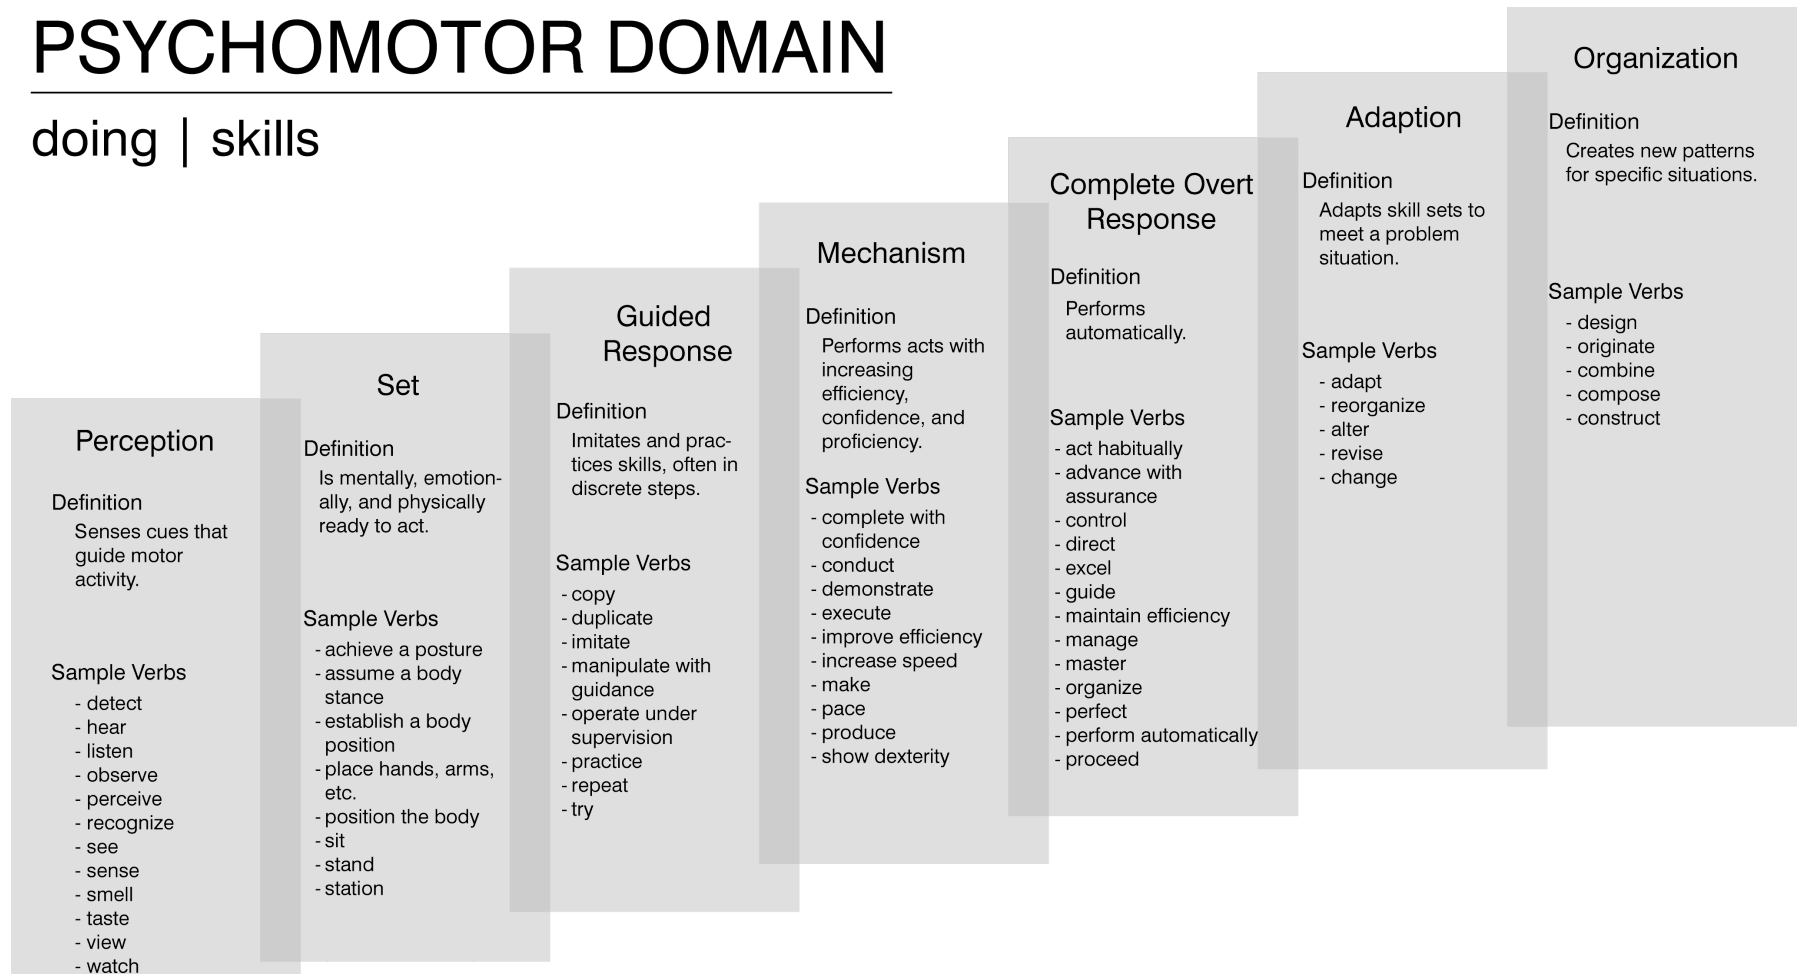 PSYCHOMOTOR DOMAIN
doing | skills
Perception
Definition
Senses cues that
guide motor
activity.
Sample Verbs
- detect
- hear
- listen
- observe
- perceive
- recognize
- see
- sense
- smell
- taste
- view
- watch
Set
Definition
Is mentally, emotion-
ally, and physically
ready to act.
Sample Verbs
- achieve a posture
- assume a body
stance
- establish a body
position
- place hands, arms,
etc.
- position the body
- sit
- stand
- station
Guided
Response
Definition
Imitates and prac-
tices skills, often in
discrete steps.
Sample Verbs
- copy
- duplicate
- imitate
- manipulate with
guidance
- operate under
supervision
- practice
- repeat
- try
Mechanism
Definition
Performs acts with
increasing
efficiency,
confidence, and
proficiency.
Sample Verbs
- complete with
confidence
- conduct
- demonstrate
- execute
- improve efficiency
- increase speed
- make
- pace
- produce
- show dexterity
Complete Overt
Response
Definition
Performs
automatically.
Sample Verbs
- act habitually
- advance with
assurance
- control
- direct
- excel
- guide
- maintain efficiency
- manage
- master
- organize
- perfect
- perform automatically
- proceed
Adaption
Definition
Adapts skill sets to
meet a problem
situation.
Sample Verbs
- adapt
- reorganize
- alter
- revise
- change
Organization
Definition
Creates new patterns
for specific situations.
Sample Verbs
- design
- originate
- combine
- compose
- construct